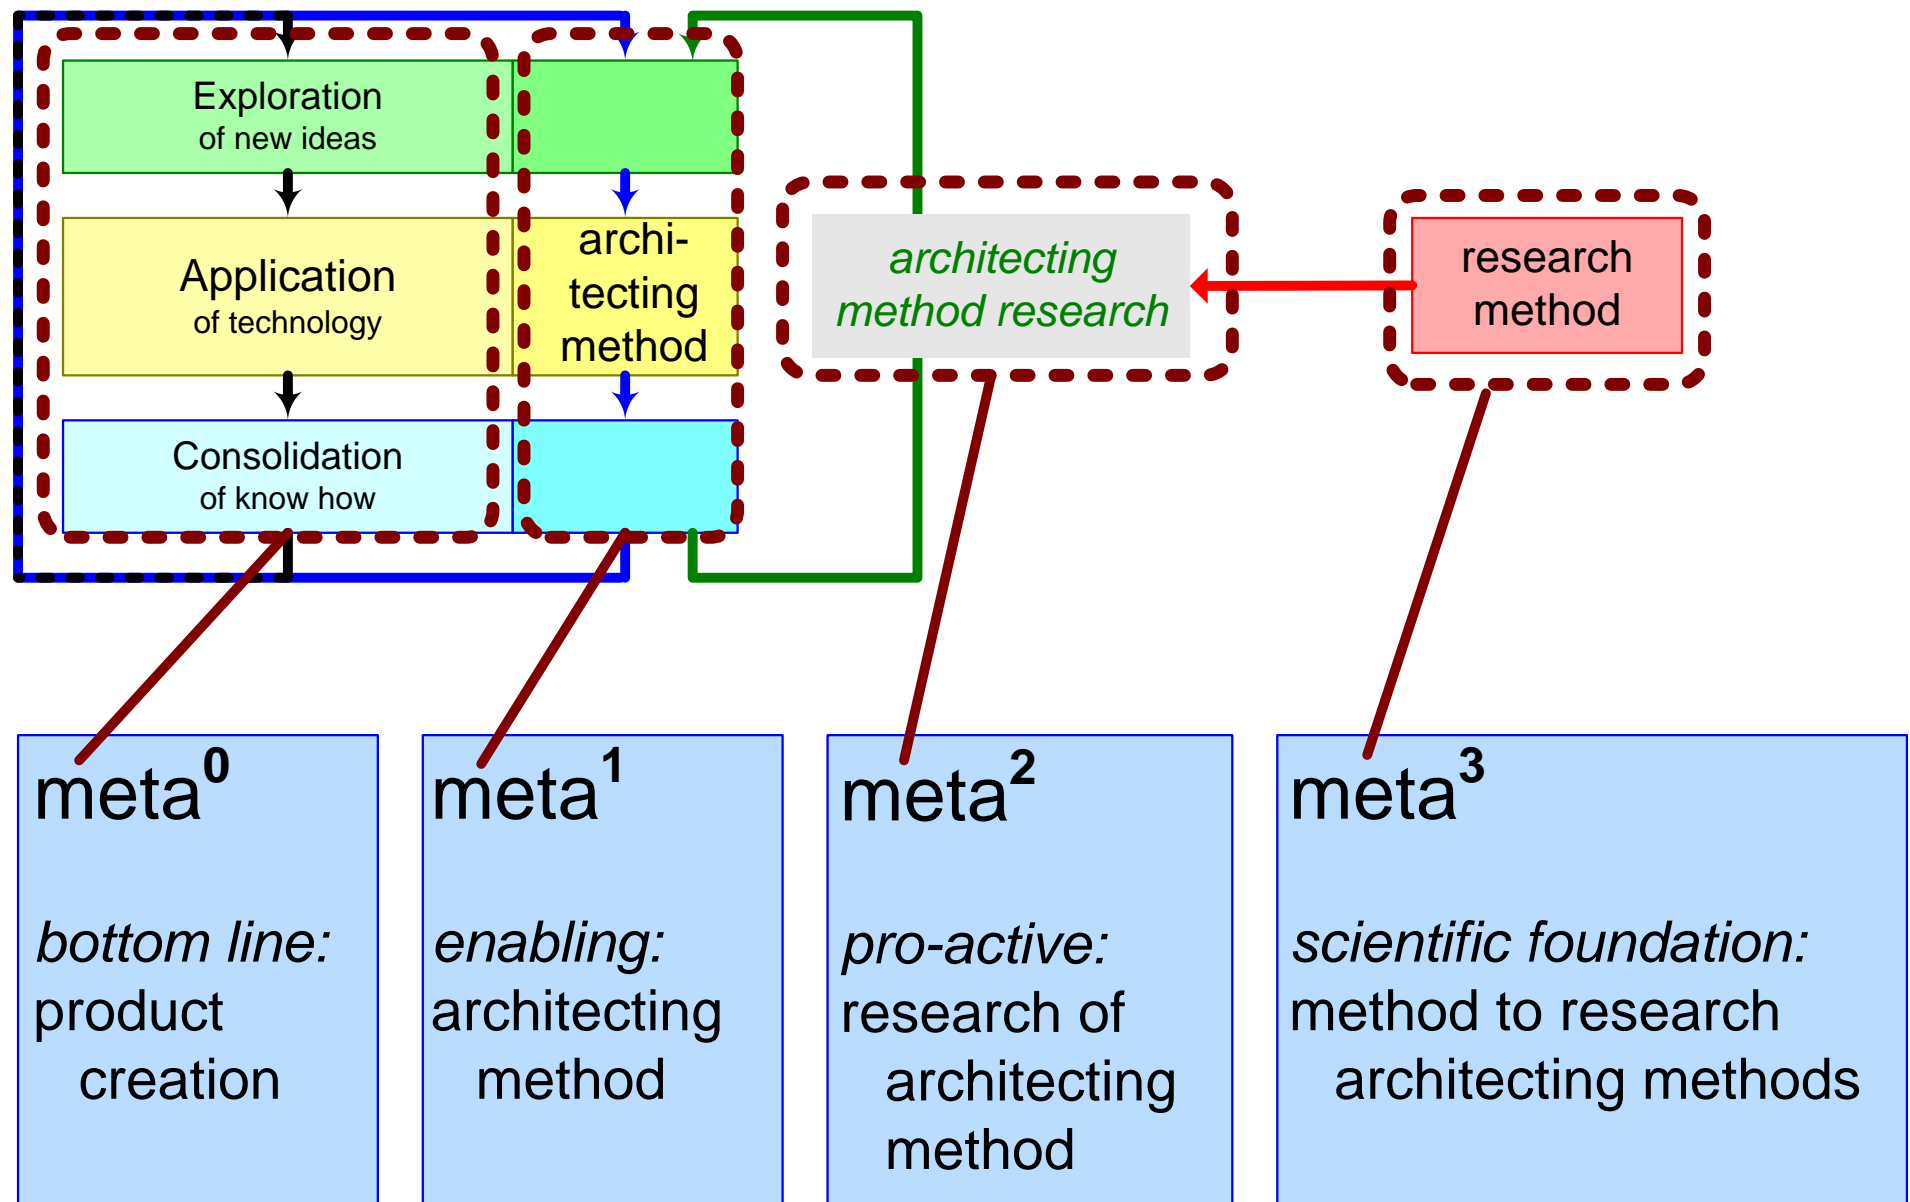 Exploration
of new ideas
Application
of technology
archi-
tecting
method
Consolidation
of know how
architecting
method research
research
method
meta0
bottom line:
product
creation
meta1
enabling:
architecting
method
meta2
pro-active:
research of
architecting
method
meta3
scientific foundation:
method to research
architecting methods